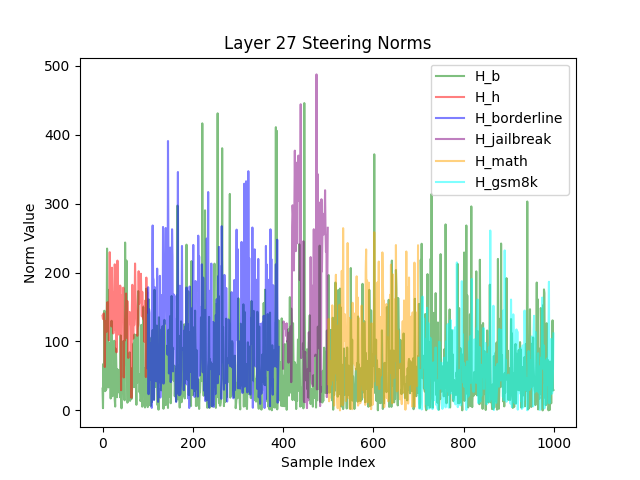 Layer 27 Steering Norms
Norm Value
500
400
300
200
100
0
H_b
H_h
H_borderline
H_jailbreak
H_math
H_gsm8k
0 200 400 600 800 1000
Sample Index